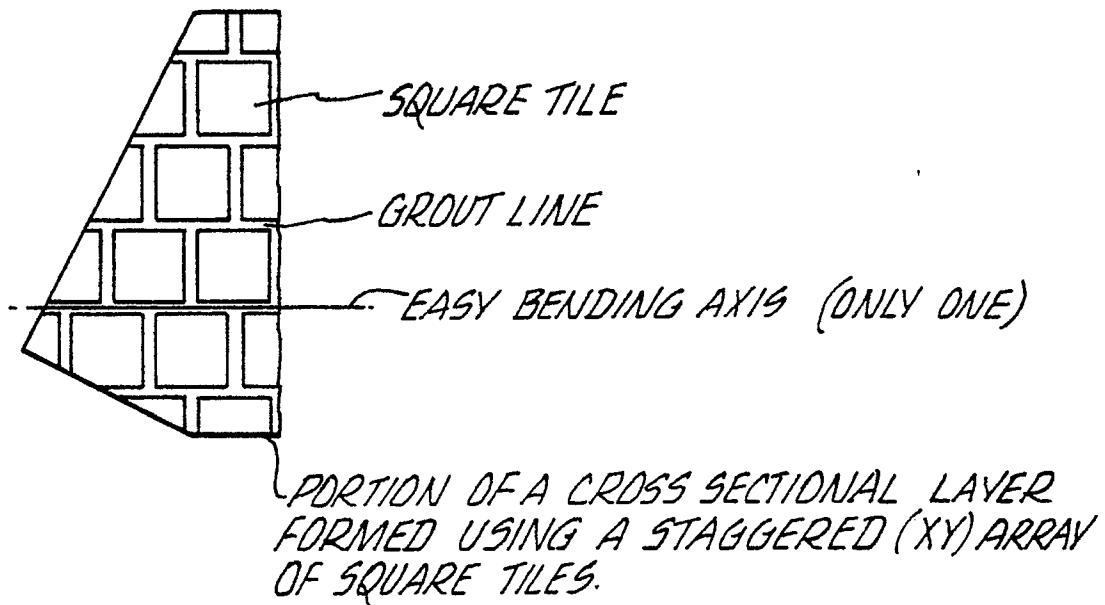 SQUARE TILE
GROUT LINE
EASY BENDING AXIS (ONLY ONE)
PORTION OF A CROSS SECTIONAL LAYER
FORMED USING A STAGGERED (XY) ARRAY
OF SQUARE TILES.